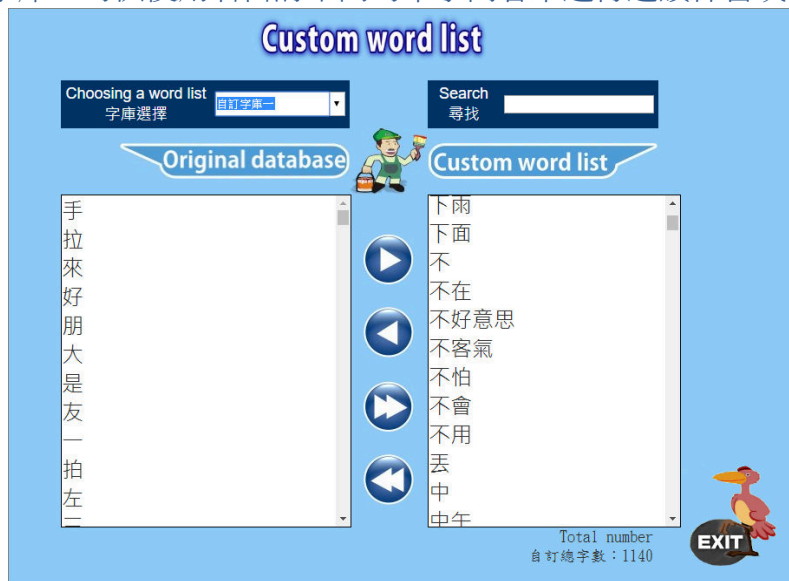 Custom word list
Choosing a word list
字庫選擇
自訂字庫一
Search
尋找
Original database
Custom word list
手
拉
來
好
朋
大
是
友
一
拍
左
下雨
下面
不
不在
不好意思
不客氣
不怕
不會
不用
丟
中
中午
Total number
自訂總字數：1140
EXIT